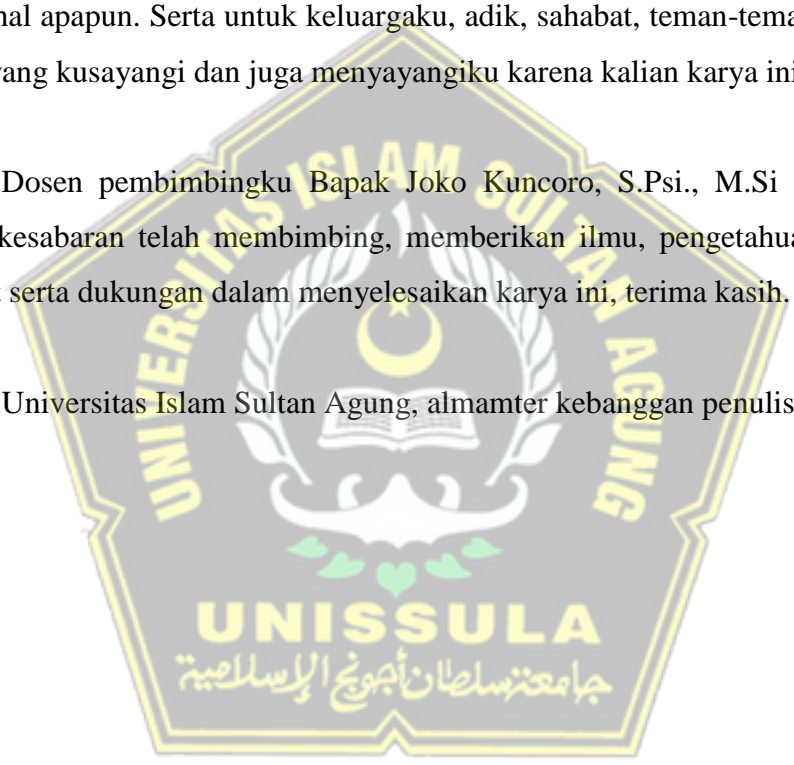 nal apapun. Serta untuk keluargaku, adik, sahabat, teman-tema
yang kusayangi dan juga menyayangiku karena kalian karya ini
Dosen pembimbingku Bapak Joko Kuncoro, S.Psi., M.Si
kesabaran telah membimbing, memberikan ilmu, pengetahua
serta dukungan dalam menyelesaikan karya ini, terima kasih.
Universitas Islam Sultan Agung, almamter kebanggan penulis
UNIVERSITAS ISLAM SULTAN AGUNG
UNISSULA
جامعة سلطان أجونج الإسلامية